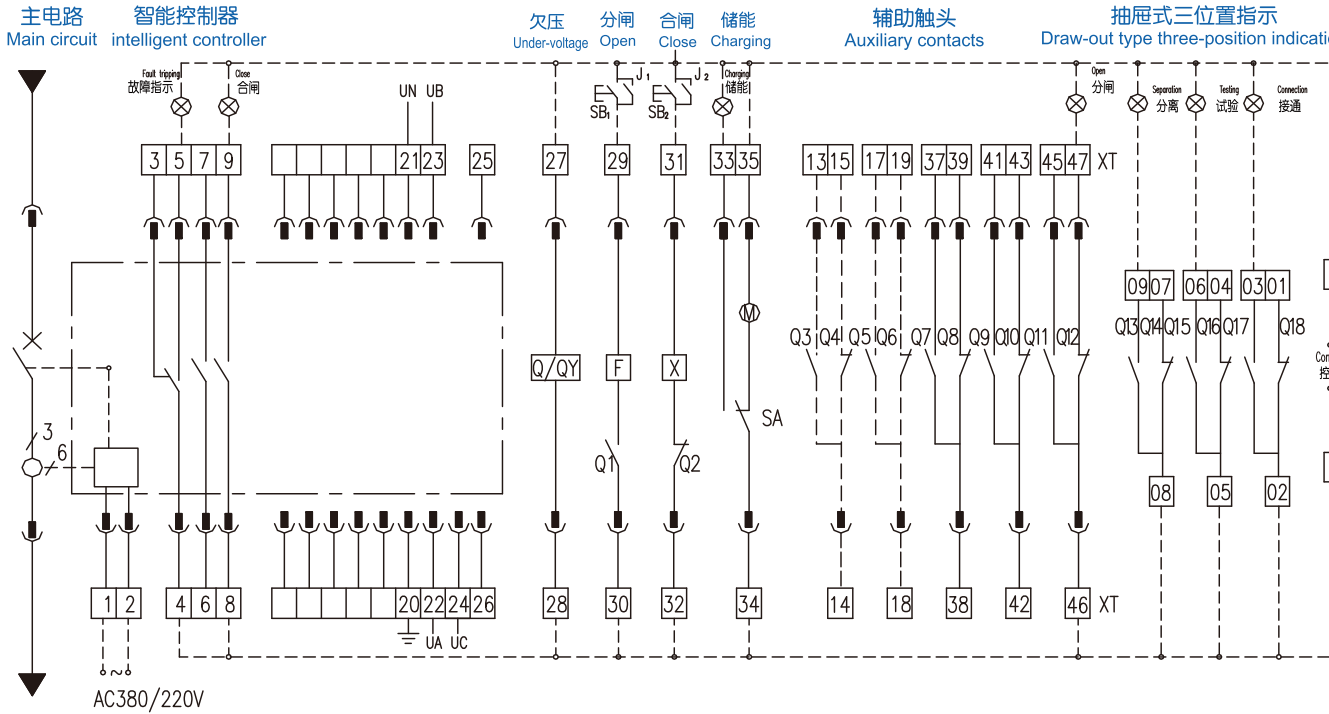 主电路
Main circuit
智能控制器
intelligent controller
欠压
Under-voltage
分闸
Open
合闸
Close
储能
Charging
辅助触头
Auxiliary contacts
抽屉式三位置指示
Draw-out type three-position indicatio
Fault tripping
故障指示
Close
合闸
UN UB
J1
SB1
J2
SB2
Charging
储能
Open
分闸
Separation
分离
Testing
试验
Connection
接通
3 5 7 9
21 23 25
27 29 31 33 35
13 15 17 19 37 39 41 43 45 47 XT
09 07 06 04 03 01
M
Q3 Q4 Q5 Q6 Q7 Q8 Q9 Q10 Q11 Q12
Q13 Q14 Q15 Q16 Q17 Q18
Q/QY F X
Con
控
SA
3
6
Q1 Q2
08 05 02
1 2 4 6 8
20 22 24 26
28 30 32 34
14 18 38 42 46 XT
UA UC
~
AC380/220V